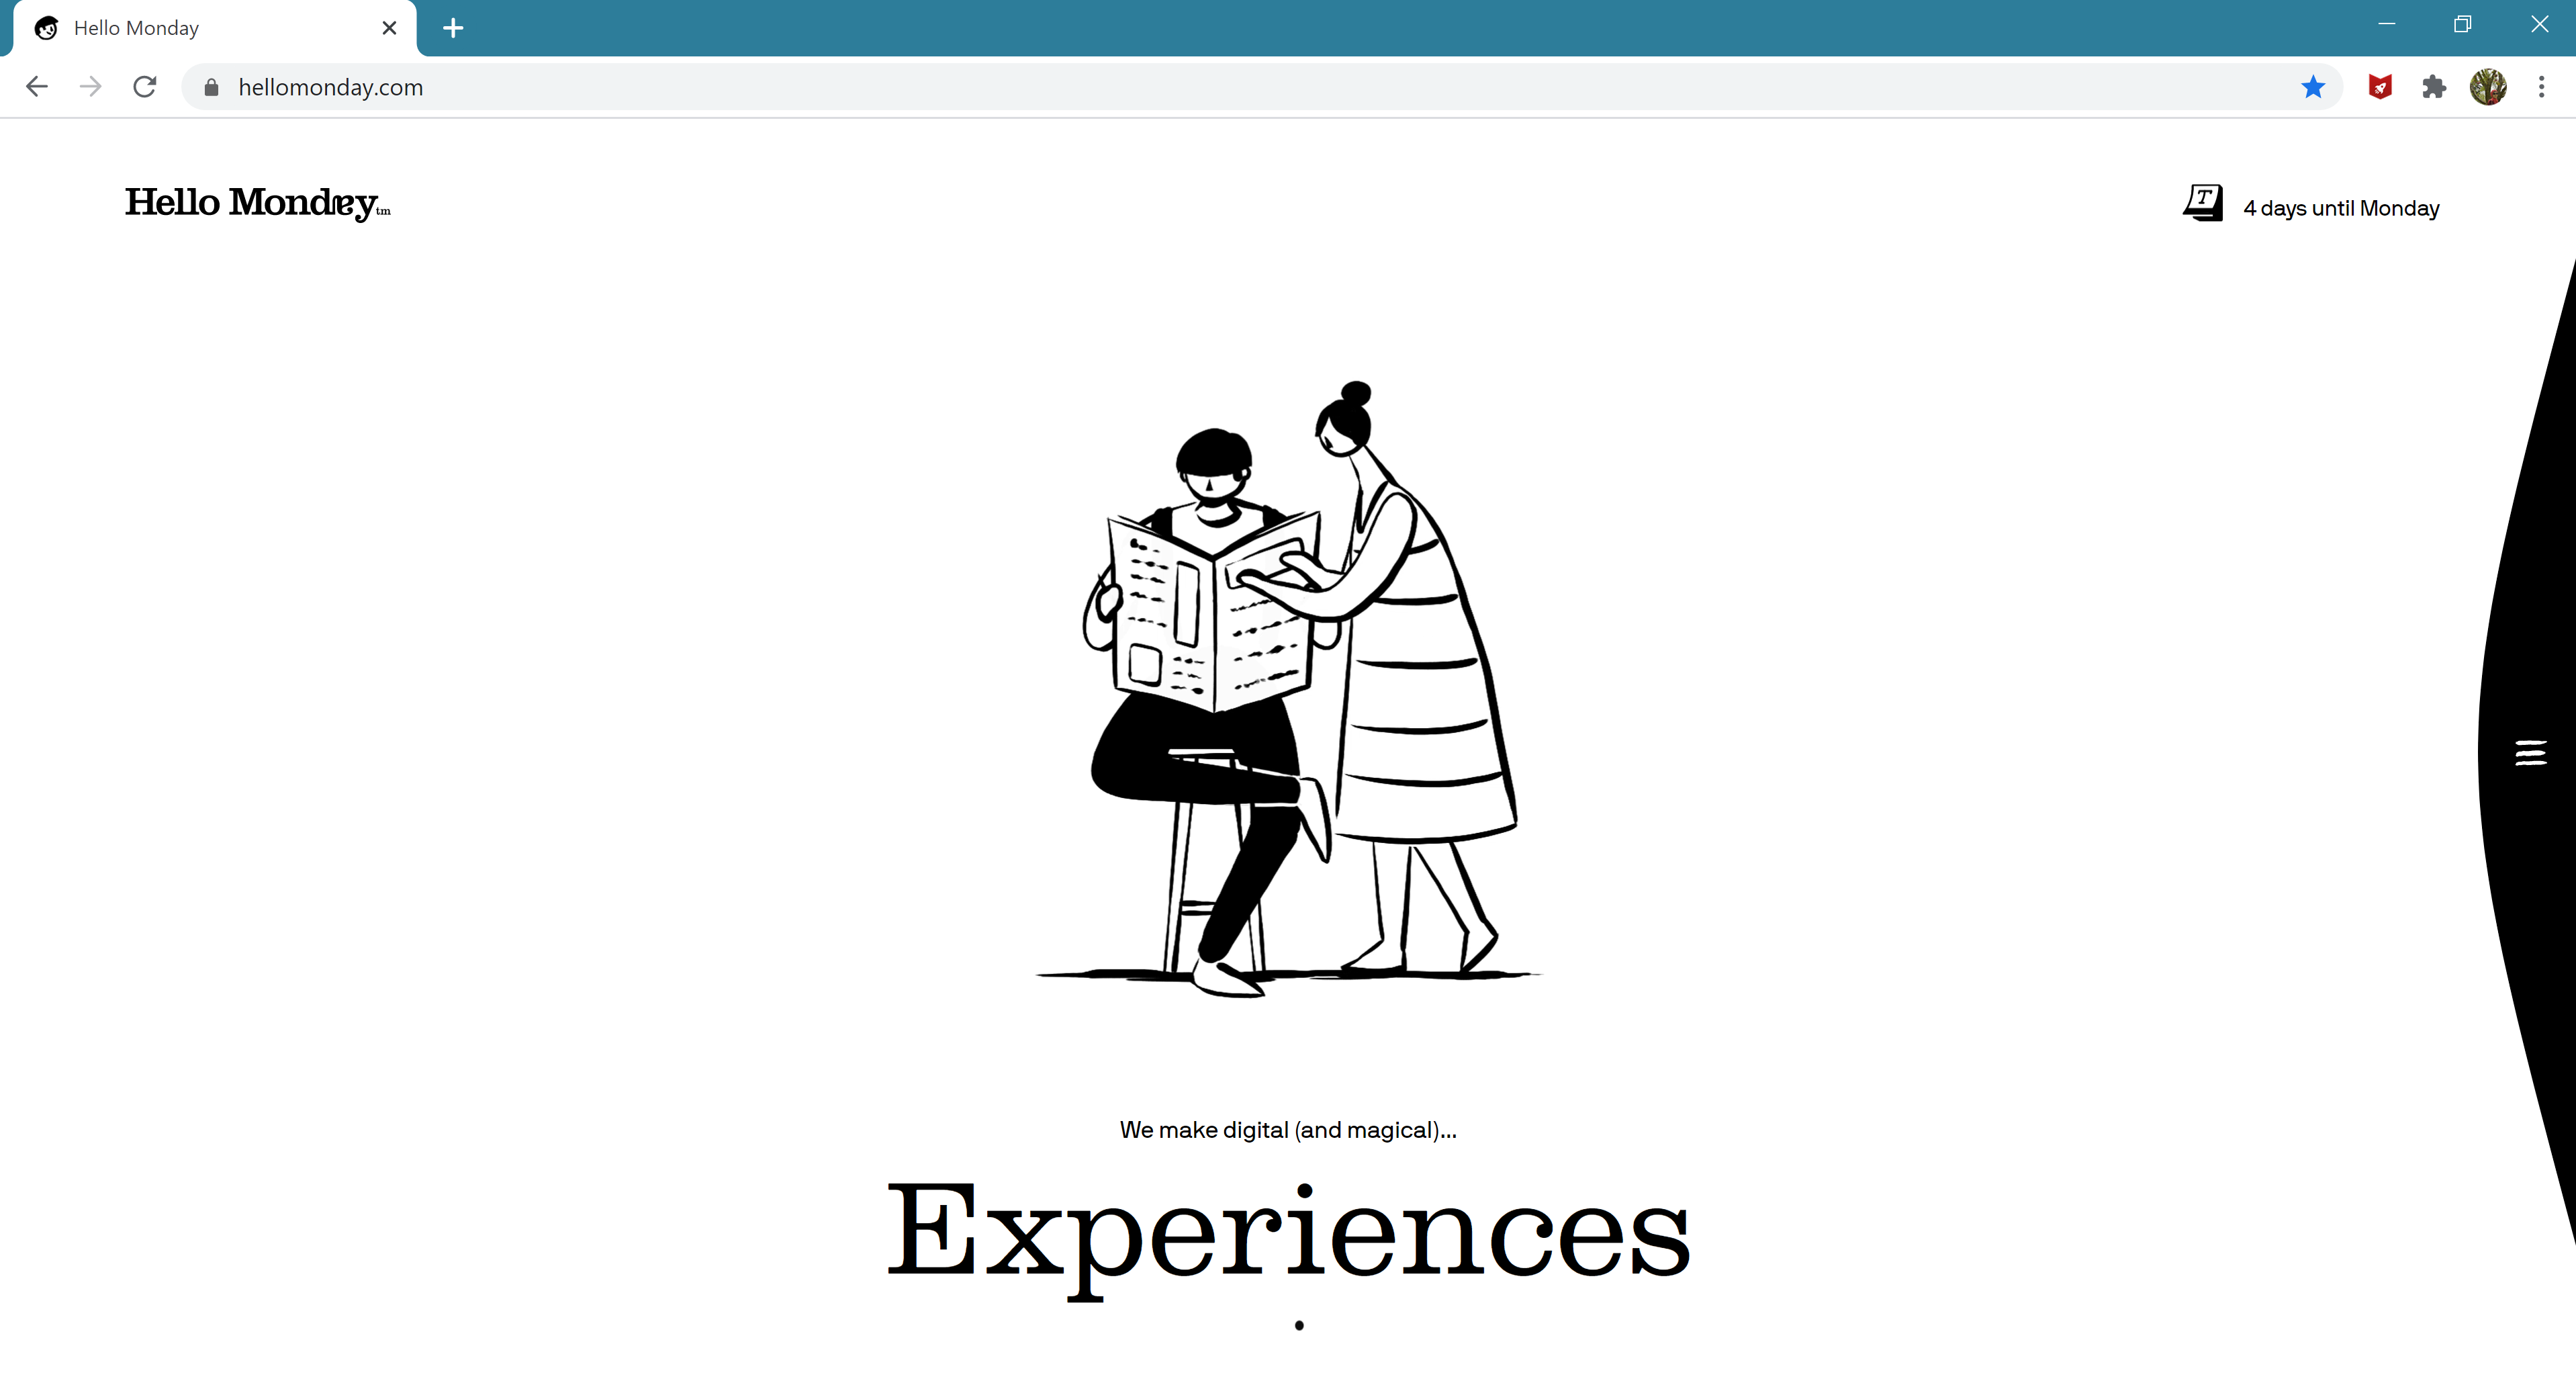 Hello Monday
hellomonday.com
Hello Monday tm
T
4 days until Monday
We make digital (and magical)...
Experiences